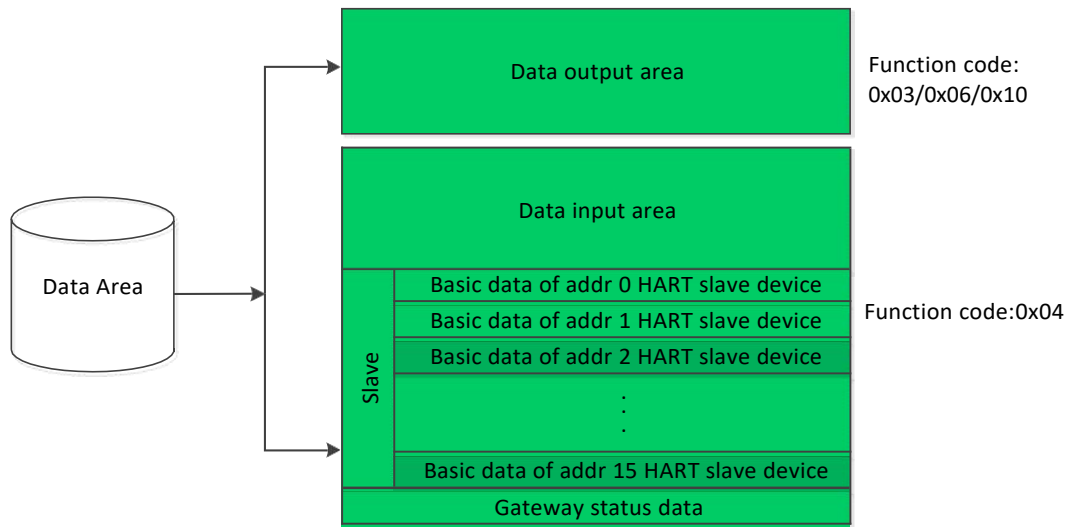 Data output area
Function code:
0x03/0x06/0x10
Data input area
Data Area
Slave
Basic data of addr 0 HART slave device
Basic data of addr 1 HART slave device
Basic data of addr 2 HART slave device
.
.
.
Basic data of addr 15 HART slave device
Function code:0x04
Gateway status data